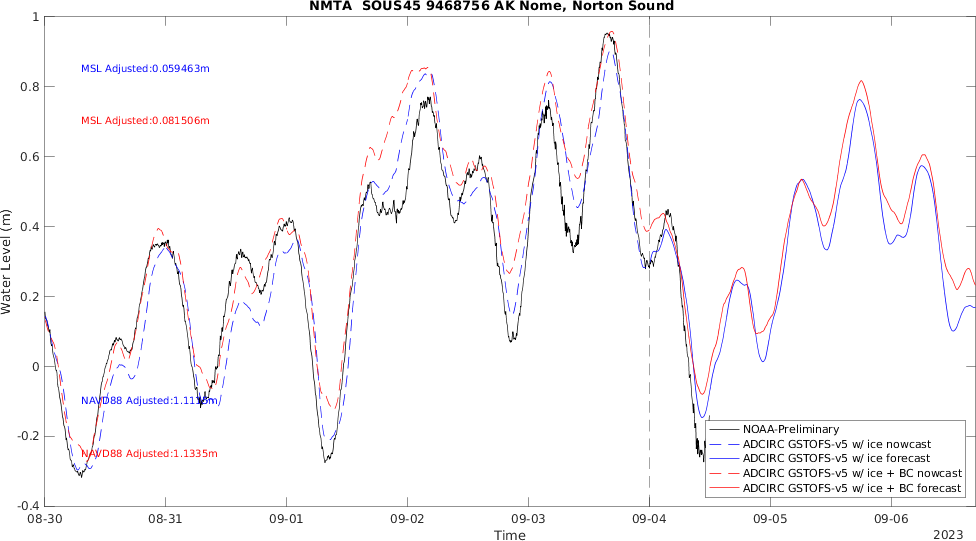 NMTA SOUS45 9468756 AK Nome, Norton Sound
1
0.8
0.6
0.4
0.2
0
-0.2
-0.4
Water Level (m)
MSL Adjusted:0.059463m
MSL Adjusted:0.081506m
NAVD88 Adjusted:
NAVD88 Adjusted:1.1335m
NOAA-Preliminary
ADCIRC GSTOFS-v5 w/ ice nowcast
ADCIRC GSTOFS-v5 w/ ice forecast
ADCIRC GSTOFS-v5 w/ ice + BC nowcast
ADCIRC GSTOFS-v5 w/ ice + BC forecast
08-30 08-31 09-01 09-02 09-03 09-04 09-05 09-06
Time
2023